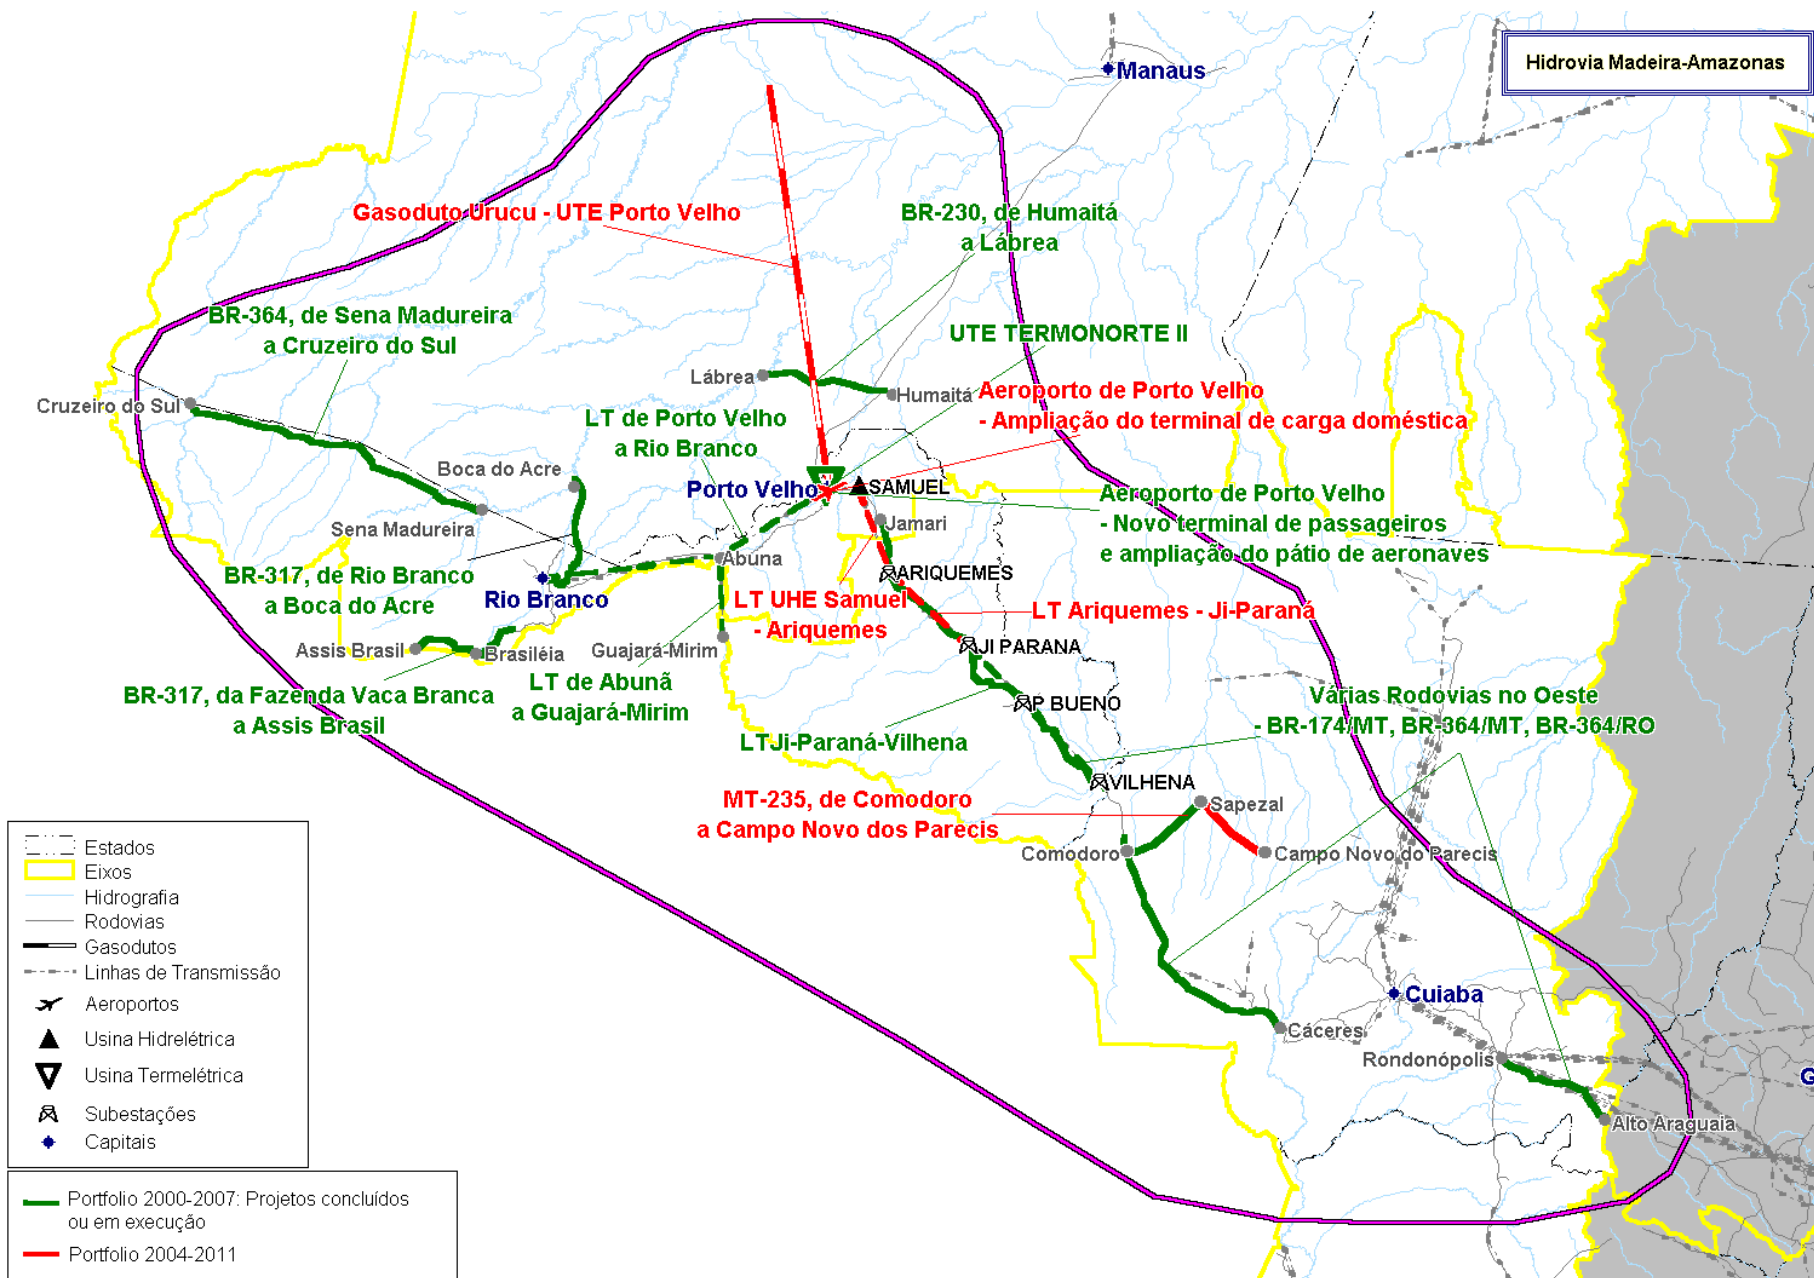 Manaus
Hidrovia Madeira-Amazonas
Gasoduto Urucu - UTE Porto Velho
BR-230, de Humaitá
a Lábrea
BR-364, de Sena Madureira
a Cruzeiro do Sul
UTE TERMONORTE II
Lábrea
Humaitá
Aeroporto de Porto Velho
- Ampliação do terminal de carga doméstica
Cruzeiro do Sul
LT de Porto Velho
a Rio Branco
Boca do Acre
Porto Velho
SAMUEL
Aeroporto de Porto Velho
- Novo terminal de passageiros
e ampliação do pátio de aeronaves
Sena Madureira
Jamari
Abuna
BR-317, de Rio Branco
a Boca do Acre
ARIQUEMES
Rio Branco
LT UHE Samuel
- Ariquemes
LT Ariquemes - Ji-Paraná
Assis Brasil
Brasiléia
Guajará-Mirim
JI PARANA
BR-317, da Fazenda Vaca Branca
a Assis Brasil
LT de Abunã
a Guajará-Mirim
P BUENO
Várias Rodovias no Oeste
- BR-174/MT, BR-364/MT, BR-364/RO
LTJi-Paraná-Vilhena
VILHENA
MT-235, de Comodoro
a Campo Novo dos Parecis
Sapezal
Comodoro
Campo Novo do Parecis
Cuiaba
Cáceres
Rondonópolis
G
Alto Araguaia
Estados
Eixos
Hidrografia
Rodovias
Gasodutos
Linhas de Transmissão
Aeroportos
Usina Hidrelétrica
Usina Termelétrica
Subestações
Capitais
Portfolio 2000-2007: Projetos concluídos
ou em execução
Portfolio 2004-2011